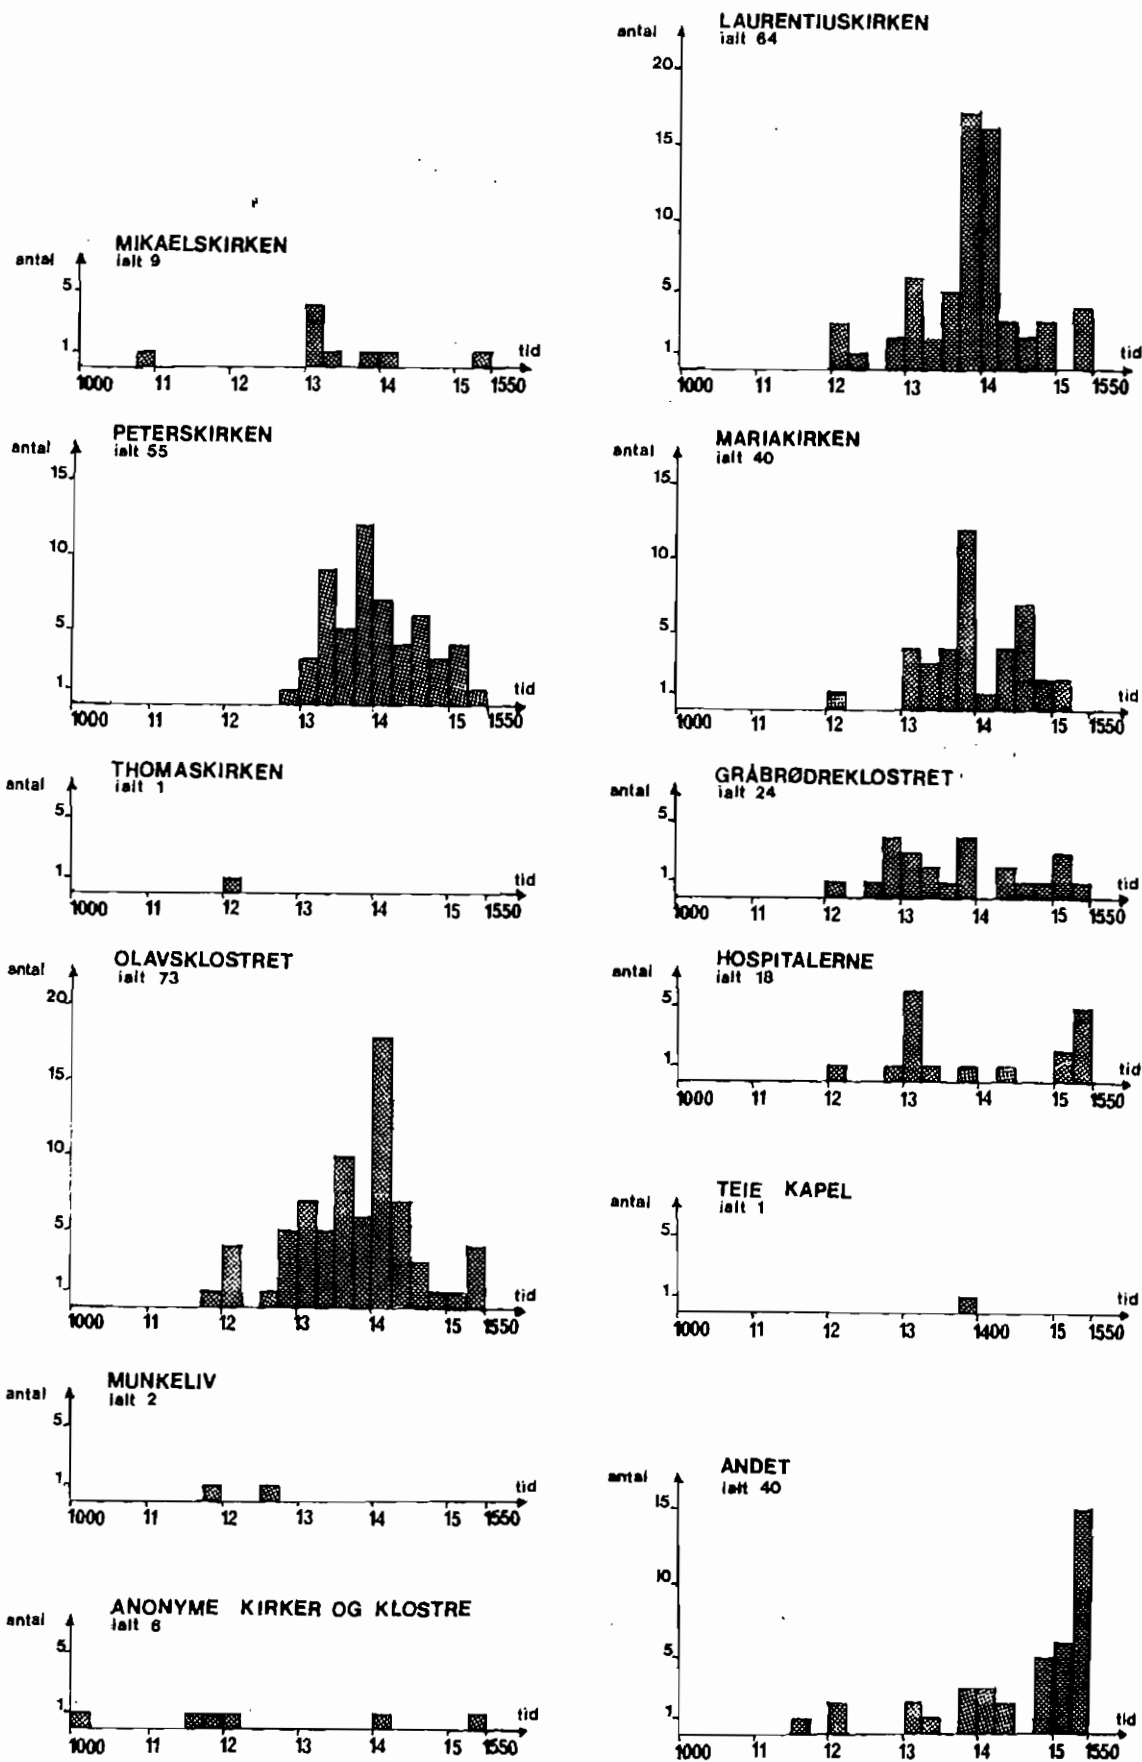 MIKAELSKIRKEN
ialt 9
antal
5
1
tid
1000 11 12 13 14 15 1550
PETERSKIRKEN
ialt 55
antal
15
10
5
1
tid
1000 11 12 13 14 15 1550
THOMASKIRKEN
ialt 1
antal
5
1
tid
1000 11 12 13 14 15 1550
OLAVSKLOSTRET
ialt 73
antal
20
15
10
5
1
tid
1000 11 12 13 14 15 1550
MUNKELIV
ialt 2
antal
5
1
tid
1000 11 12 13 14 15 1550
ANONYME KIRKER OG KLOSTRE
ialt 6
antal
5
1
tid
1000 11 12 13 14 15 1550
LAURENTIUSKIRKEN
ialt 64
antal
20
15
10
5
1
tid
1000 11 12 13 14 15 1550
MARIAKIRKEN
ialt 40
antal
15
10
5
1
tid
1000 11 12 13 14 15 1550
GRÅBRØDREKLOSTRET
ialt 24
antal
5
1
tid
1000 11 12 13 14 15 1550
HOSPITALERNE
ialt 18
antal
5
1
tid
1000 11 12 13 14 15 1550
TEIE KAPEL
ialt 1
antal
5
1
tid
1000 11 12 13 1400 15 1550
ANDET
ialt 40
antal
15
10
5
1
tid
1000 11 12 13 14 15 1550